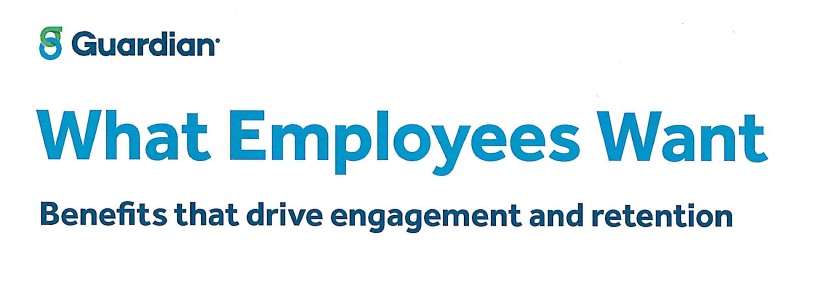 Guardian
What Employees Want
Benefits that drive engagement and retention